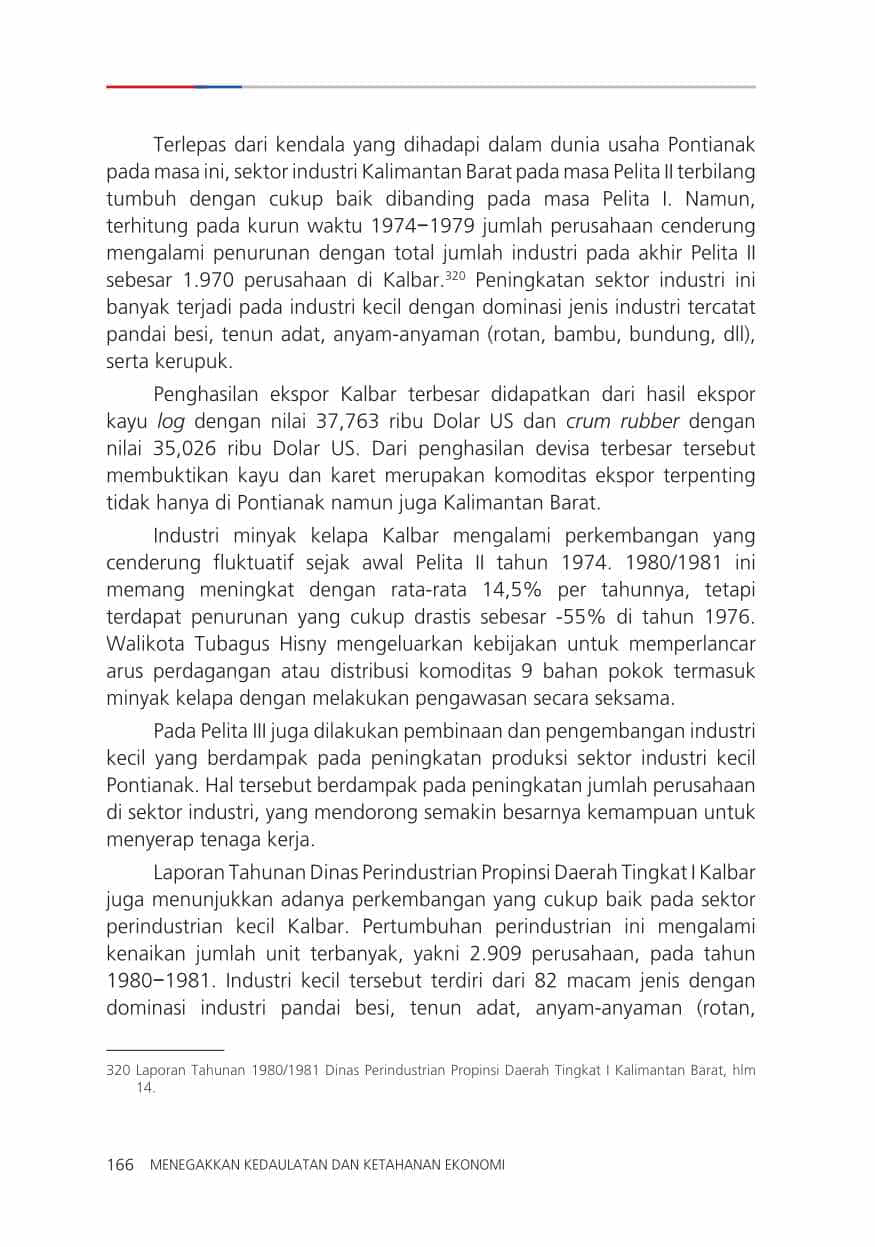 Terlepas dari kendala yang dihadapi dalam dunia usaha Pontianak
pada masa ini, sektor industri Kalimantan Barat pada masa Pelita II terbilang
tumbuh dengan cukup baik dibanding pada masa Pelita I. Namun,
terhitung pada kurun waktu 1974–1979 jumlah perusahaan cenderung
mengalami penurunan dengan total jumlah industri pada akhir Pelita II
sebesar 1.970 perusahaan di Kalbar.320 Peningkatan sektor industri ini
banyak terjadi pada industri kecil dengan dominasi jenis industri tercatat
pandai besi, tenun adat, anyam-anyaman (rotan, bambu, bundung, dll),
serta kerupuk.
Penghasilan ekspor Kalbar terbesar didapatkan dari hasil ekspor
kayu log dengan nilai 37,763 ribu Dolar US dan crum rubber dengan
nilai 35,026 ribu Dolar US. Dari penghasilan devisa terbesar tersebut
membuktikan kayu dan karet merupakan komoditas ekspor terpenting
tidak hanya di Pontianak namun juga Kalimantan Barat.
Industri minyak kelapa Kalbar mengalami perkembangan yang
cenderung fluktuatif sejak awal Pelita II tahun 1974. 1980/1981 ini
memang meningkat dengan rata-rata 14,5% per tahunnya, tetapi
terdapat penurunan yang cukup drastis sebesar -55% di tahun 1976.
Walikota Tubagus Hisny mengeluarkan kebijakan untuk memperlancar
arus perdagangan atau distribusi komoditas 9 bahan pokok termasuk
minyak kelapa dengan melakukan pengawasan secara seksama.
Pada Pelita III juga dilakukan pembinaan dan pengembangan industri
kecil yang berdampak pada peningkatan produksi sektor industri kecil
Pontianak. Hal tersebut berdampak pada peningkatan jumlah perusahaan
di sektor industri, yang mendorong semakin besarnya kemampuan untuk
menyerap tenaga kerja.
Laporan Tahunan Dinas Perindustrian Propinsi Daerah Tingkat I Kalbar
juga menunjukkan adanya perkembangan yang cukup baik pada sektor
perindustrian kecil Kalbar. Pertumbuhan perindustrian ini mengalami
kenaikan jumlah unit terbanyak, yakni 2.909 perusahaan, pada tahun
1980–1981. Industri kecil tersebut terdiri dari 82 macam jenis dengan
dominasi industri pandai besi, tenun adat, anyam-anyaman (rotan,
320 Laporan Tahunan 1980/1981 Dinas Perindustrian Propinsi Daerah Tingkat I Kalimantan Barat, hlm
14.
166 MENEGAKKAN KEDAULATAN DAN KETAHANAN EKONOMI